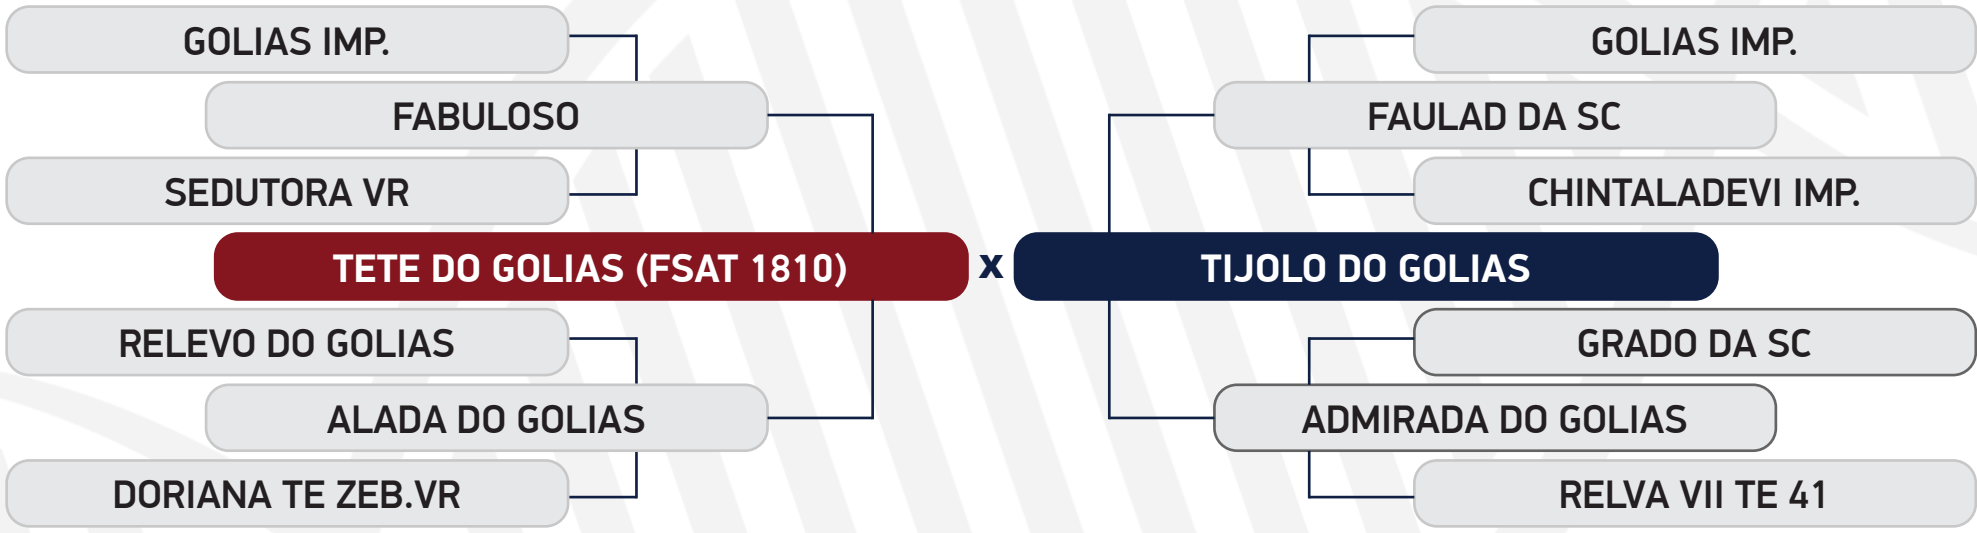 GOLIAS IMP.
FABULOSO
SEDUTORA VR
TETE DO GOLIAS (FSAT 1810)
RELEVO DO GOLIAS
ALADA DO GOLIAS
DORIANA TE ZEB.VR
x
GOLIAS IMP.
FAULAD DA SC
CHINTALADEVI IMP.
TIJOLO DO GOLIAS
GRADO DA SC
ADMIRADA DO GOLIAS
RELVA VII TE 41